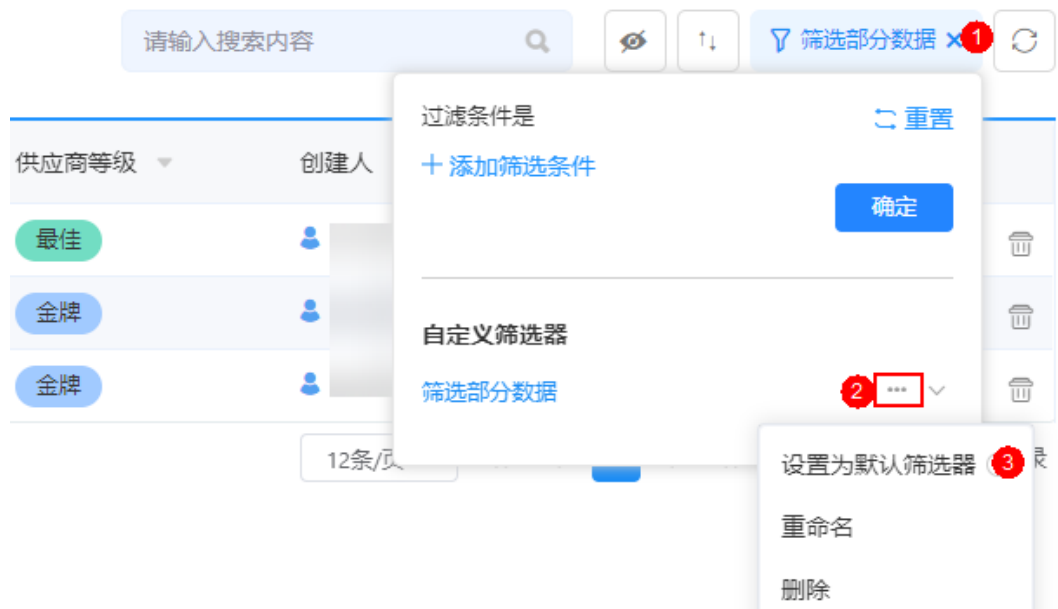 请输入搜索内容
筛选部分数据 × 1
过滤条件是
重置
+ 添加筛选条件
确定
供应商等级
创建人
最佳
金牌
金牌
自定义筛选器
筛选部分数据
2 ...
12条/页
设置为默认筛选器 3
录
重命名
删除